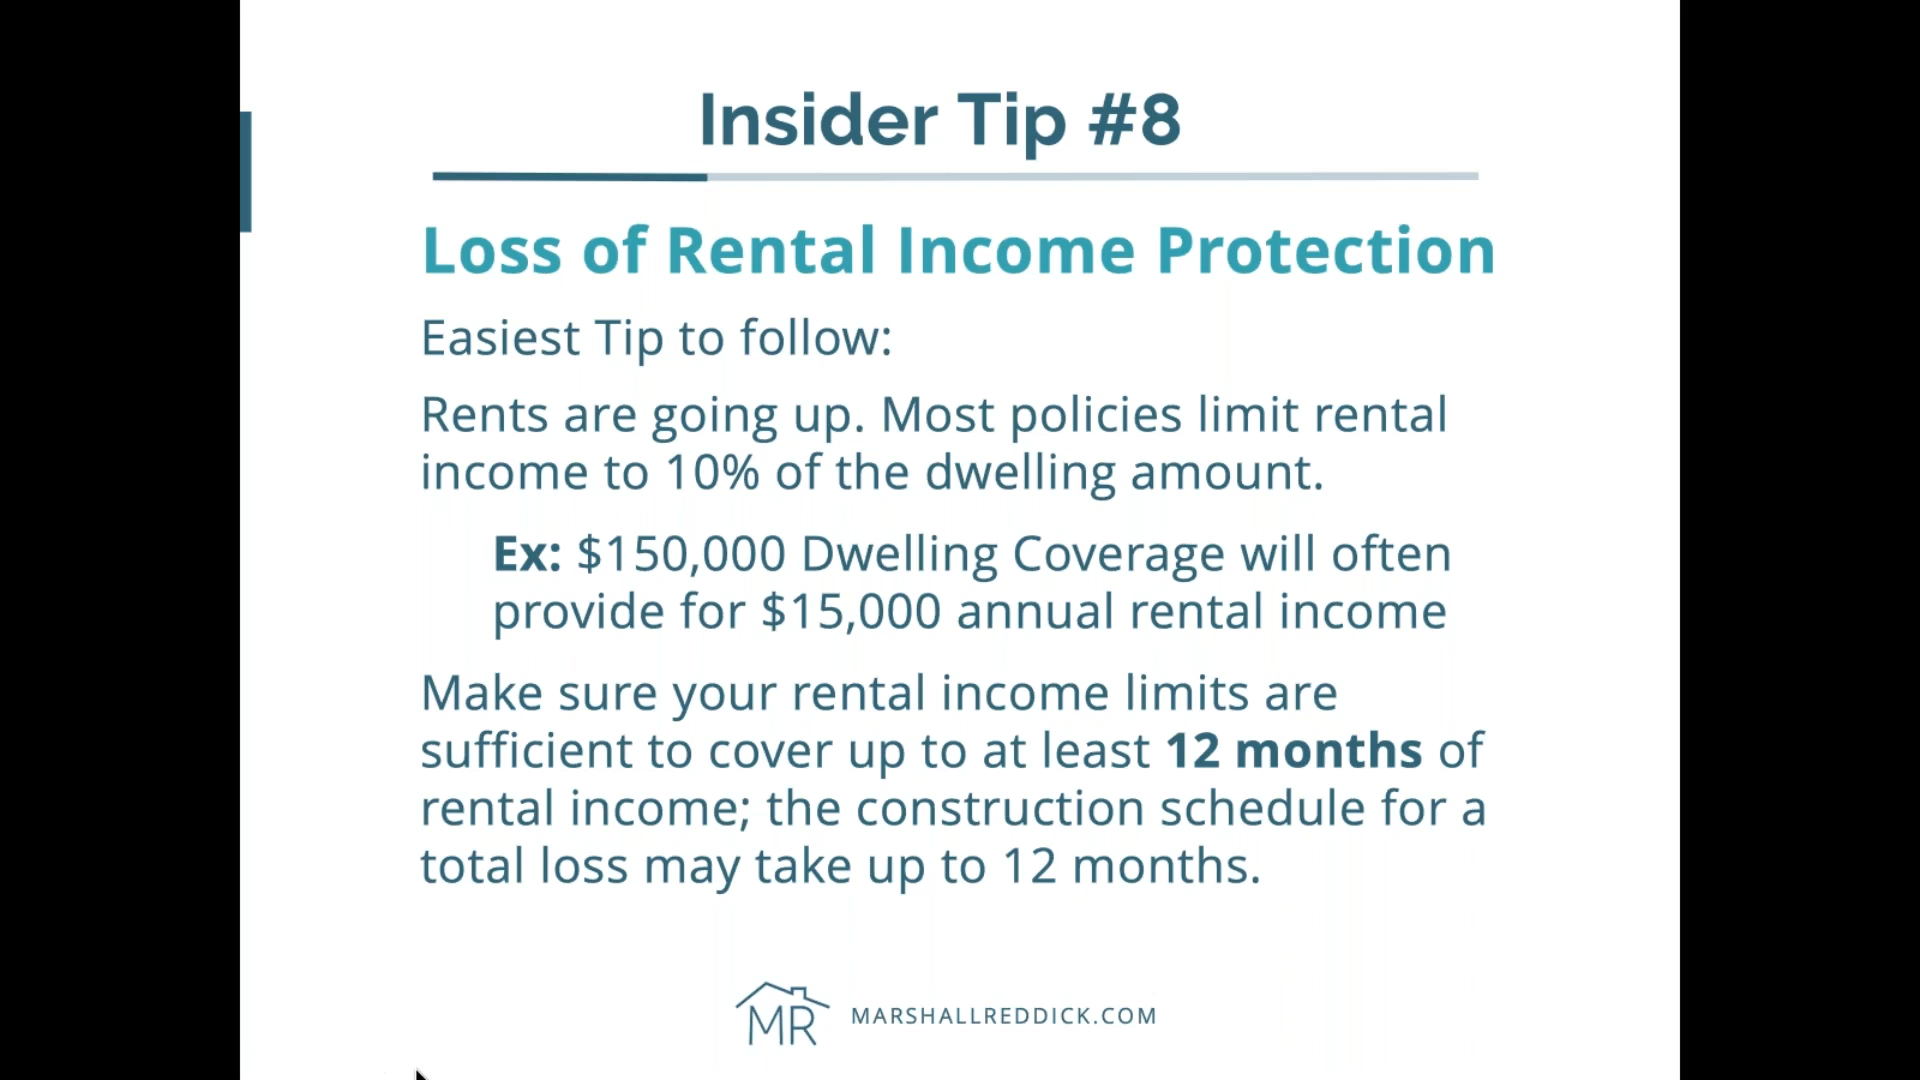 Insider Tip #8
Loss of Rental Income Protection
Easiest Tip to follow:
Rents are going up. Most policies limit rental
income to 10% of the dwelling amount.
Ex: $150,000 Dwelling Coverage will often
provide for $15,000 annual rental income
Make sure your rental income limits are
sufficient to cover up to at least 12 months of
rental income; the construction schedule for a
total loss may take up to 12 months.
MR MARSHALLREDDICK.COM